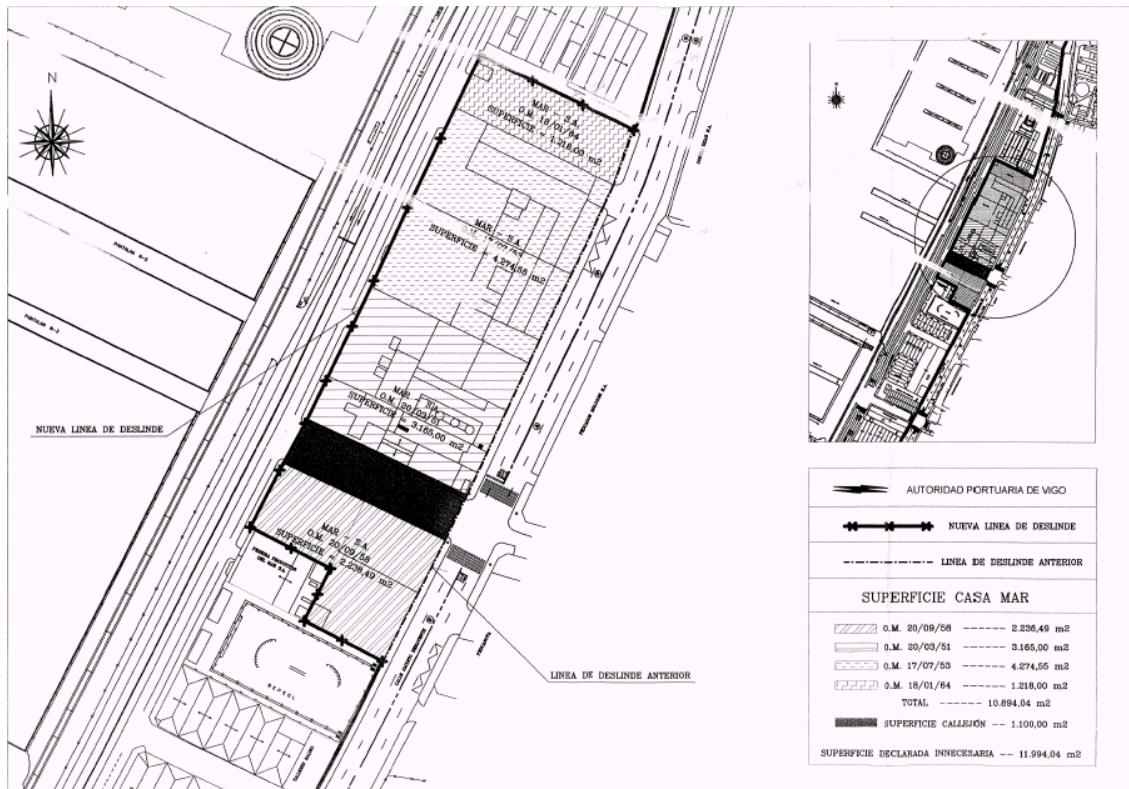 N
MAR - S.A.
O.M. 18/01/64
SUPERFICIE = 1.218,00 m2
MAR - S.A.
SUPERFICIE = 4.274,55 m2
MAR - S.A.
O.M. 20/03/51
SUPERFICIE = 3.165,00 m2
NUEVA LINEA DE DESLINDE
MAR - S.A.
O.M. 20/09/58
SUPERFICIE = 2.236,49 m2
DEL MAR S.A.
REPSOL
LINEA DE DESLINDE ANTERIOR
AUTORIDAD PORTUARIA DE VIGO
NUEVA LINEA DE DESLINDE
LINEA DE DESLINDE ANTERIOR
SUPERFICIE CASA MAR
O.M. 20/09/58 ------ 2.236,49 m2
O.M. 20/03/51 ------ 3.165,00 m2
O.M. 17/07/53 ------ 4.274,55 m2
O.M. 18/01/64 ------ 1.218,00 m2
TOTAL ------ 10.894,04 m2
SUPERFICIE CALLEJÓN -- 1.100,00 m2
SUPERFICIE DECLARADA INNECESARIA -- 11.994,04 m2